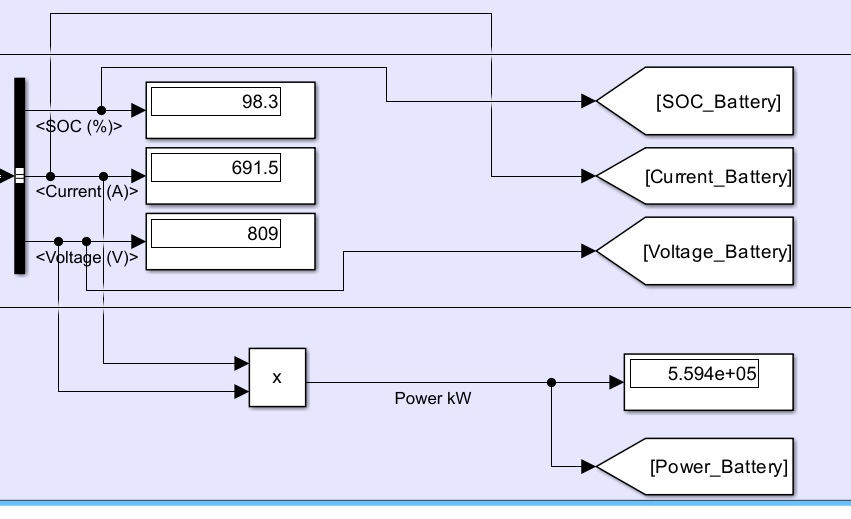 98.3
[SOC_Battery]
<SOC (%)>
691.5
[Current_Battery]
<Current (A)>
809
[Voltage_Battery]
<Voltage (V)>
x
5.594e+05
Power kW
[Power_Battery]